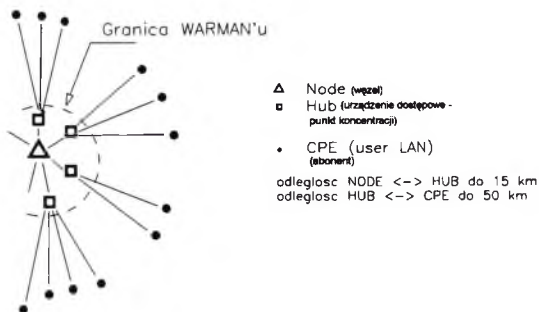 Granica WARMAN'u
Node (węzeł)
Hub (urządzenie dostępowe -
punkt koncentracji)
CPE (user LAN)
(abonent)
odleglosc NODE <-> HUB do 15 km
odleglosc HUB <-> CPE do 50 km